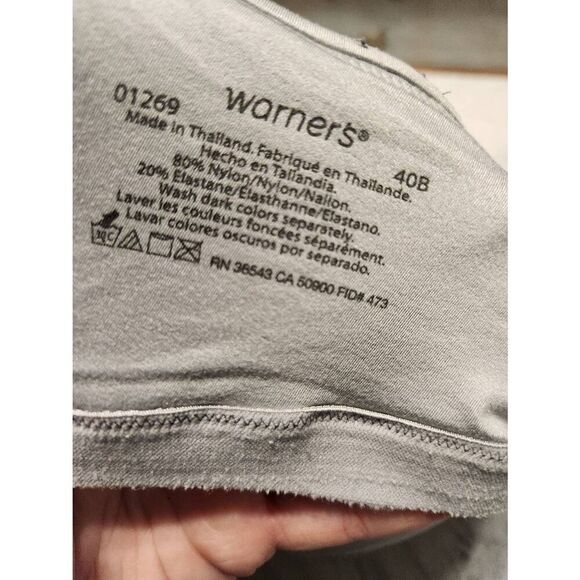 01269 warner's® 40B
Made in Thailand. Fabriqué en Thaïlande.
Hecho en Tailandia.
80% Nylon/Nylon/Nailon.
20% Elastane/Élasthanne/Elastano.
Wash dark colors separately.
Laver les couleurs foncées séparément.
Lavar colores oscuros por separado.
RN 36543 CA 50900 FID# 473